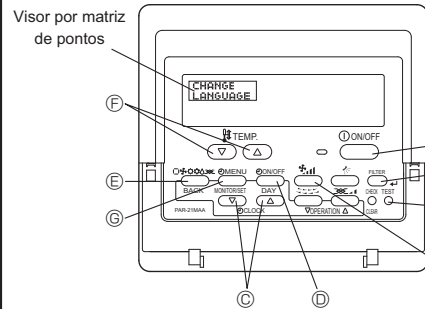 Visor por matriz
de pontos
CHANGE
LANGUAGE
Ⓕ
TEMP.
ON/OFF
Ⓔ
MENU
ON/OFF
FILTER
BACK
MONITOR/SET
DAY
CHECK TEST
Ⓖ
PAR-21MAA
CLOCK
OPERATION
CLEAR
Ⓒ
Ⓓ